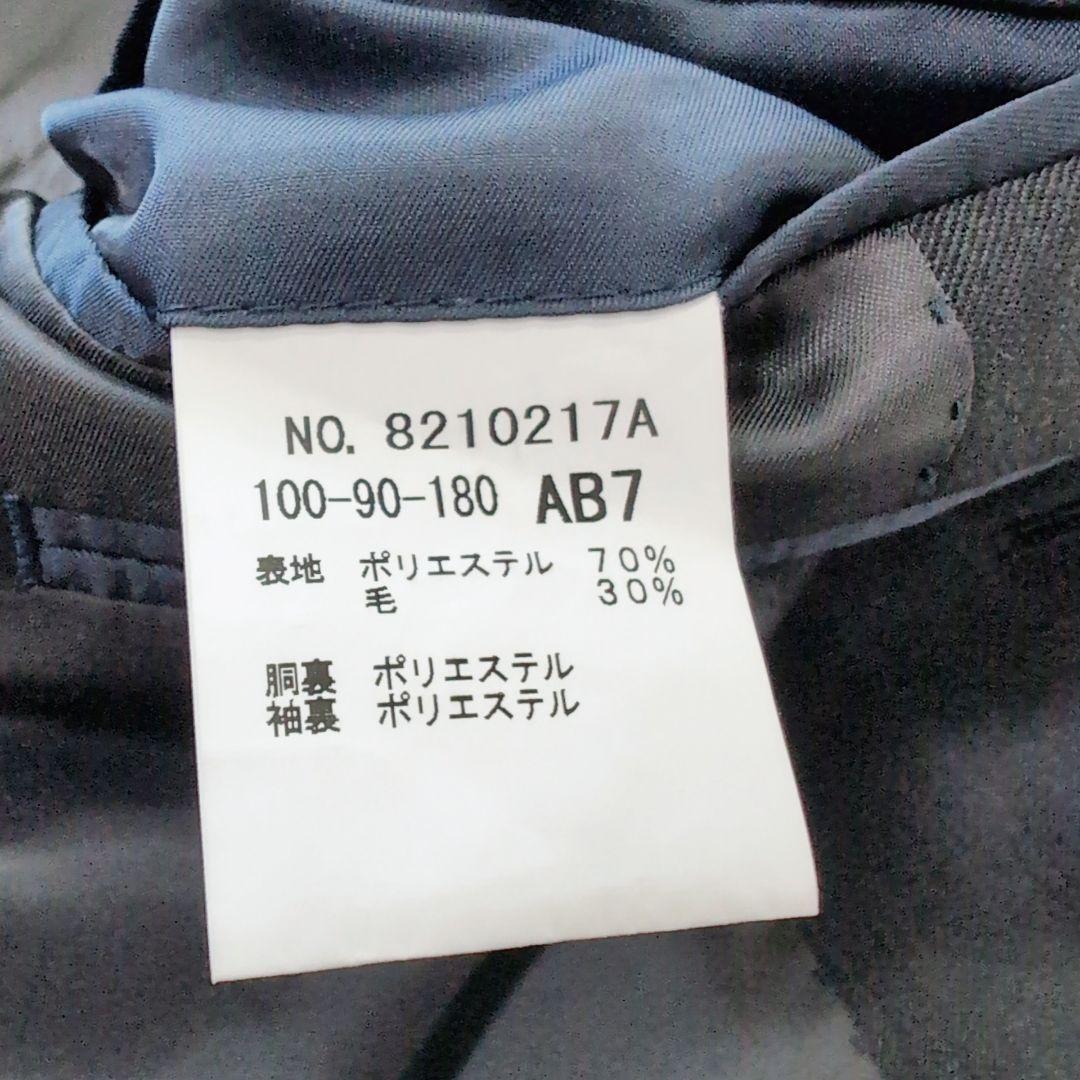 NO. 8210217A
100-90-180 AB7
表地 ポリエステル 70%
毛 30%
胴裏 ポリエステル
袖裏 ポリエステル